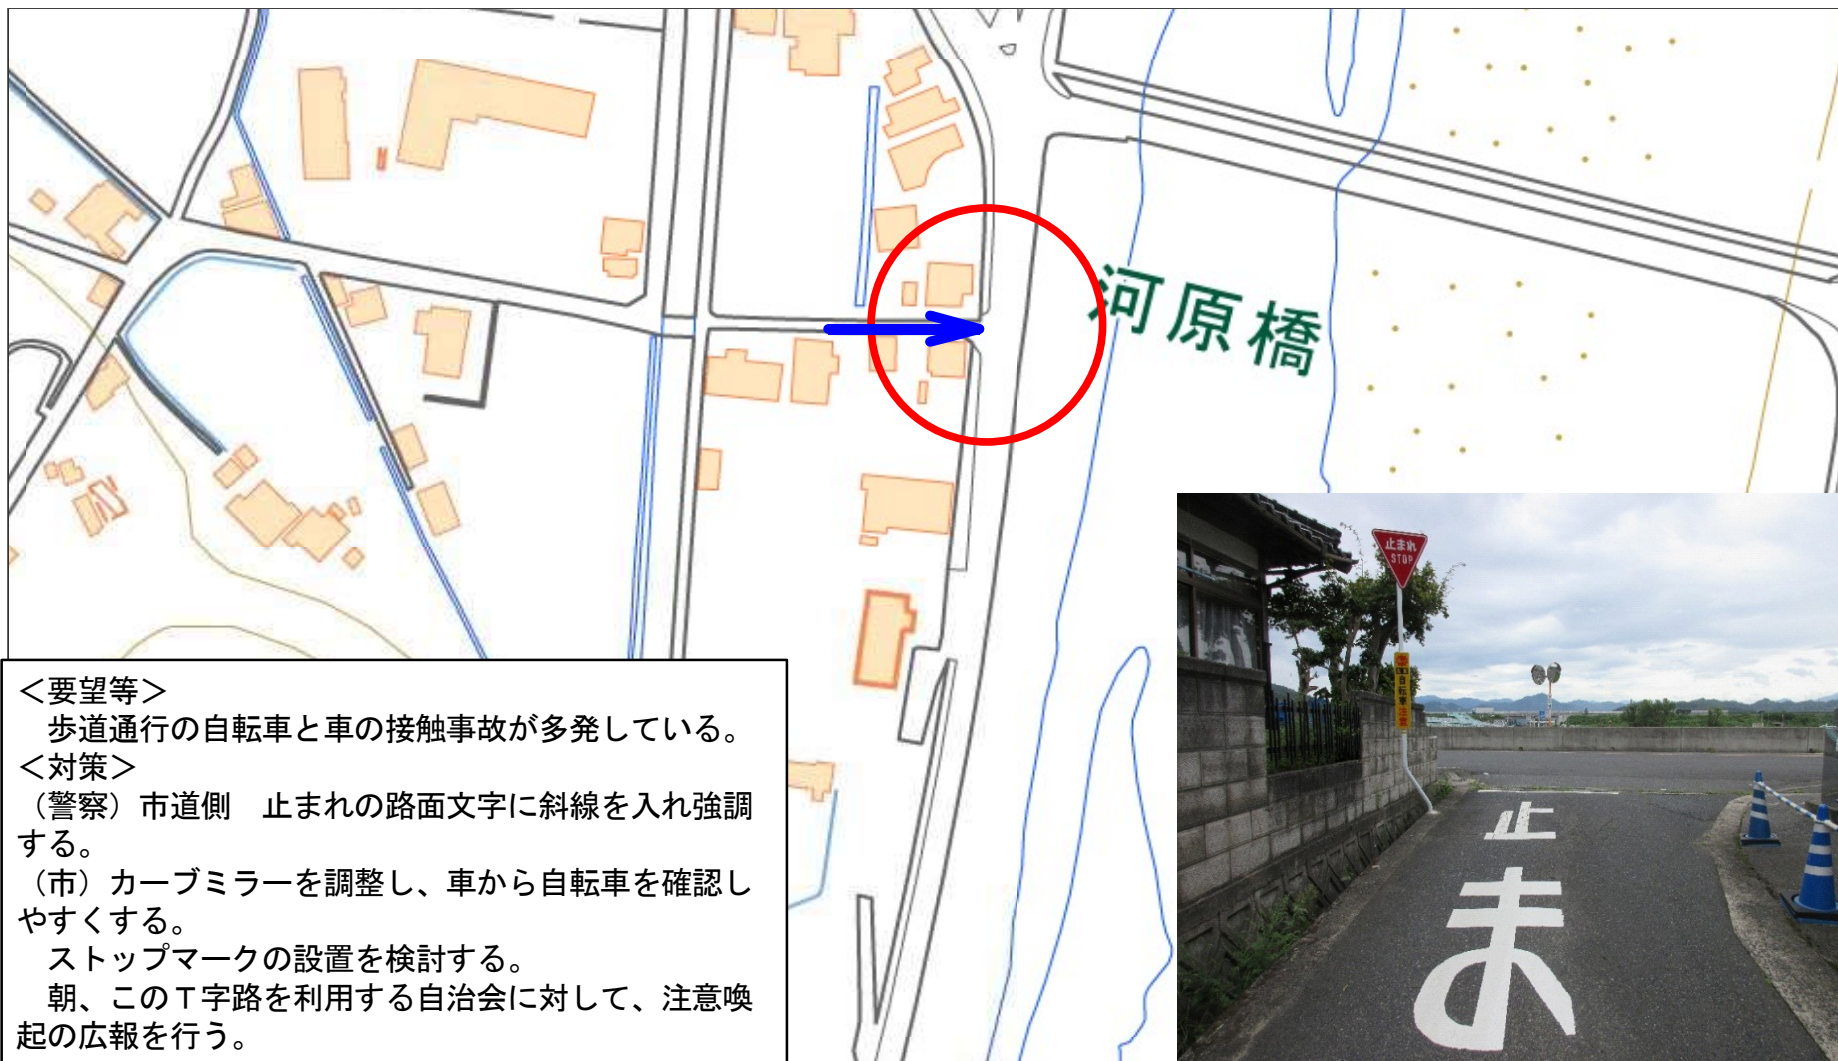 河原橋
＜要望等＞
　歩道通行の自転車と車の接触事故が多発している。
＜対策＞
（警察）市道側　止まれの路面文字に斜線を入れ強調
する。
（市）カーブミラーを調整し、車から自転車を確認し
やすくする。
　ストップマークの設置を検討する。
　朝、このＴ字路を利用する自治会に対して、注意喚
起の広報を行う。
止まれ
STOP
自転車注意
止
ま